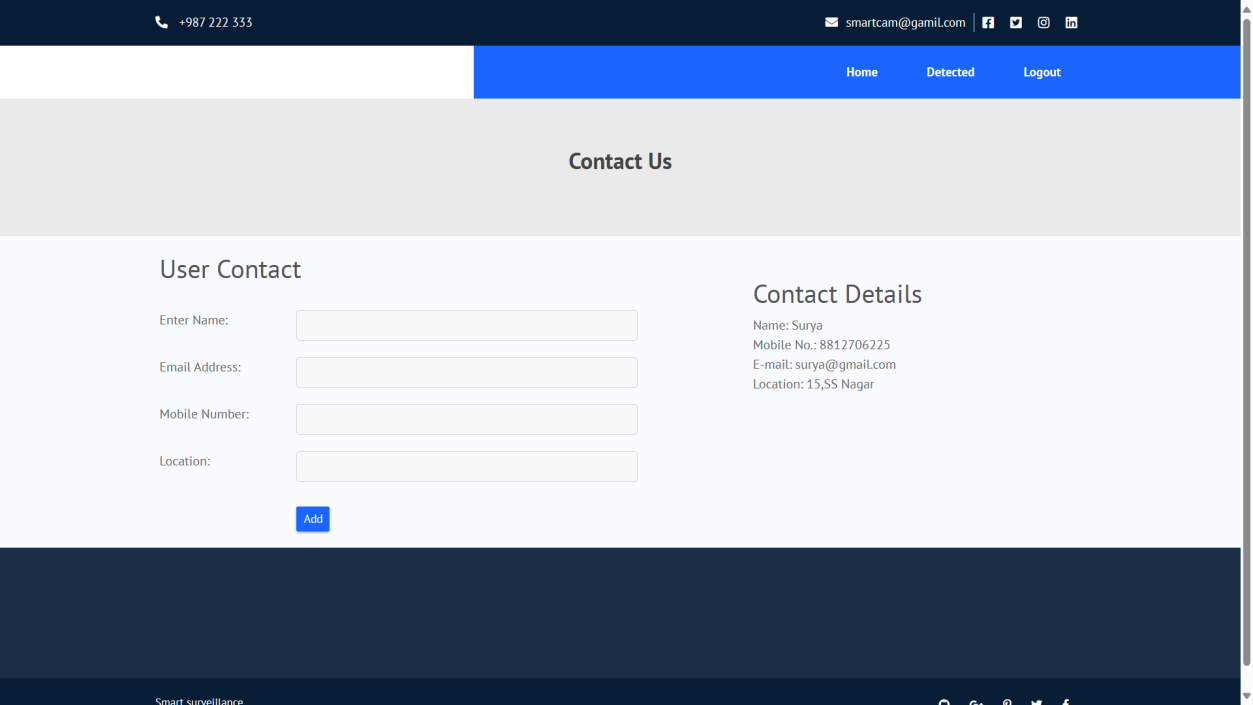 +987 222 333
smartcam@gamil.com
Home Detected Logout
Contact Us
User Contact
Enter Name:
Email Address:
Mobile Number:
Location:
Add
Contact Details
Name: Surya
Mobile No.: 8812706225
E-mail: surya@gmail.com
Location: 15,SS Nagar
Smart surveillance